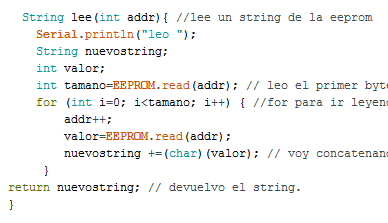 String lee(int addr){ //lee un string de la eeprom
Serial.println("leo ");
String nuevostring;
int valor;
int tamano=EEPROM.read(addr); // leo el primer byte
for (int i=0; i<tamano; i++) { //for para ir leyend
addr++;
valor=EEPROM.read(addr);
nuevostring +=(char)(valor); // voy concatenand
}
return nuevostring; // devuelvo el string.
}